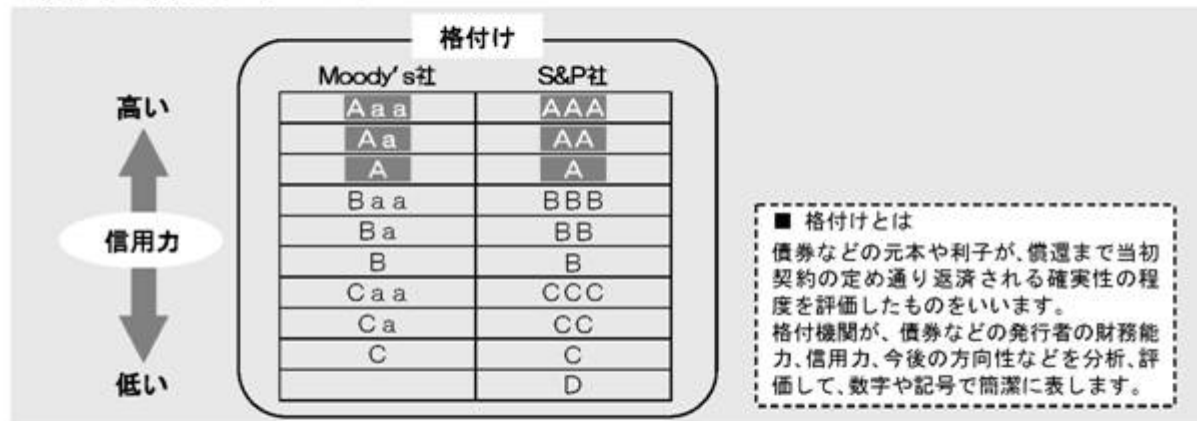 格付け
Moody's社 S&P社
高い
Aaa AAA
Aa AA
A A
Baa BBB
Ba BB
信用力
B B
Caa CCC
Ca CC
C C
低い
D
■ 格付けとは
債券などの元本や利子が、償還まで当初
契約の定め通り返済される確実性の程
度を評価したものをいいます。
格付機関が、債券などの発行者の財務能
力、信用力、今後の方向性などを分析、評
価して、数字や記号で簡潔に表します。